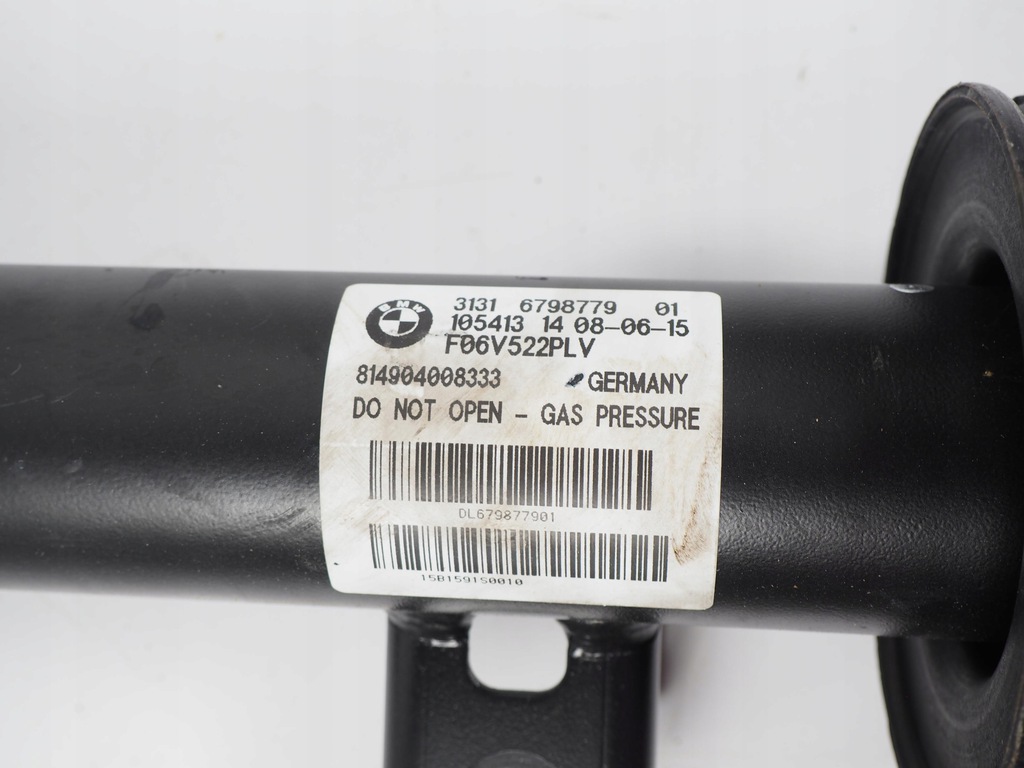 BMW
3131 6798779 01
105413 14 08-06-15
F06V522PLV
814904008333 GERMANY
DO NOT OPEN - GAS PRESSURE
DL679877901
15B1591S0010